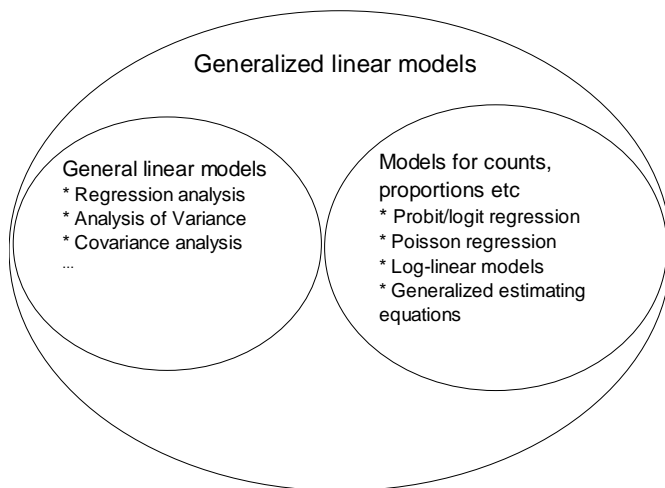 Generalized linear models
General linear models
* Regression analysis
* Analysis of Variance
* Covariance analysis
...
Models for counts,
proportions etc
* Probit/logit regression
* Poisson regression
* Log-linear models
* Generalized estimating
equations